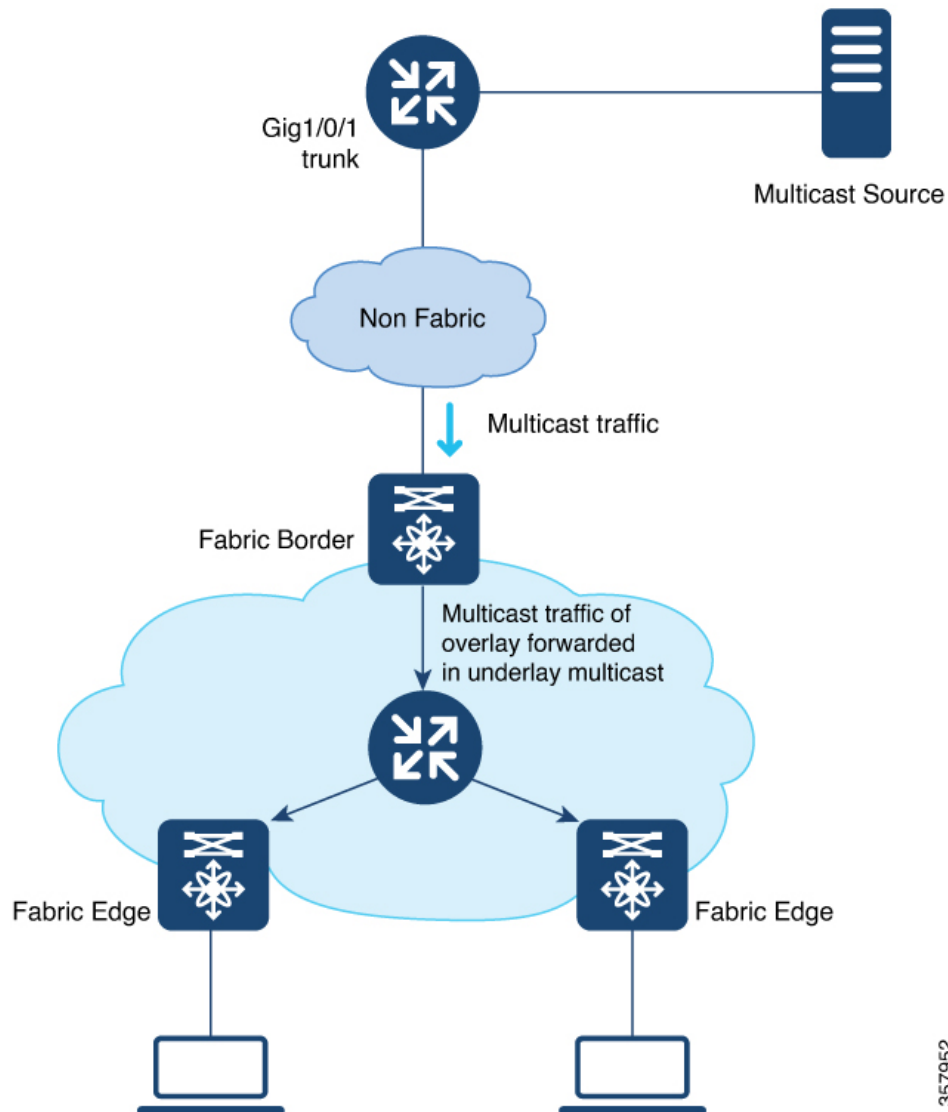 Gig1/0/1
trunk
Multicast Source
Non Fabric
Multicast traffic
Fabric Border
Multicast traffic of
overlay forwarded
in underlay multicast
Fabric Edge
Fabric Edge
357952